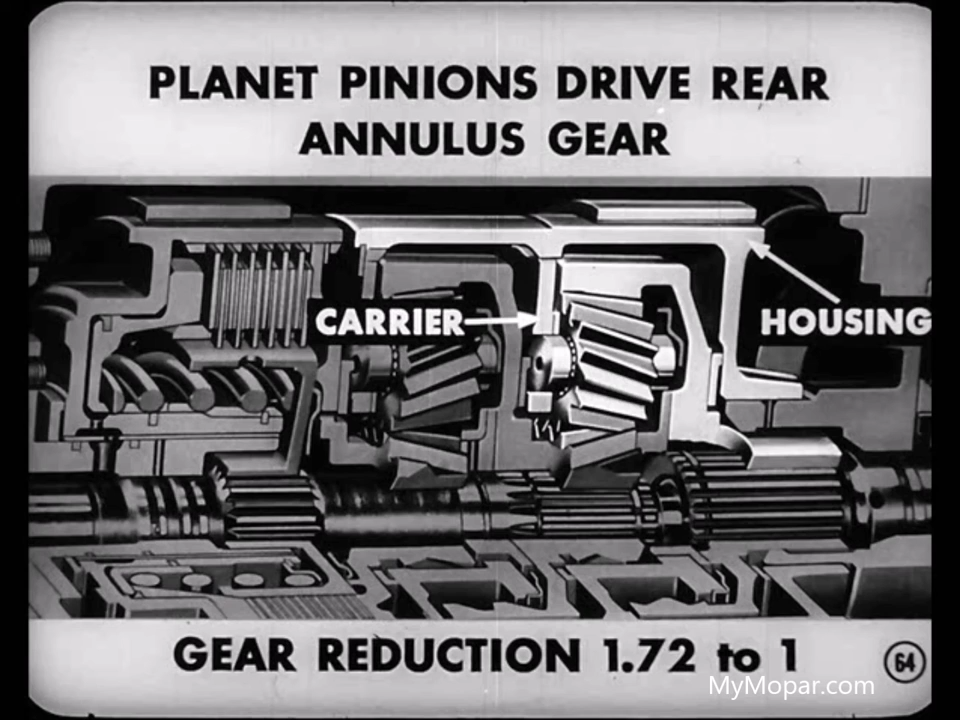 PLANET PINIONS DRIVE REAR
ANNULUS GEAR
CARRIER
HOUSING
GEAR REDUCTION 1.72 to 1
64
MyMopar.com